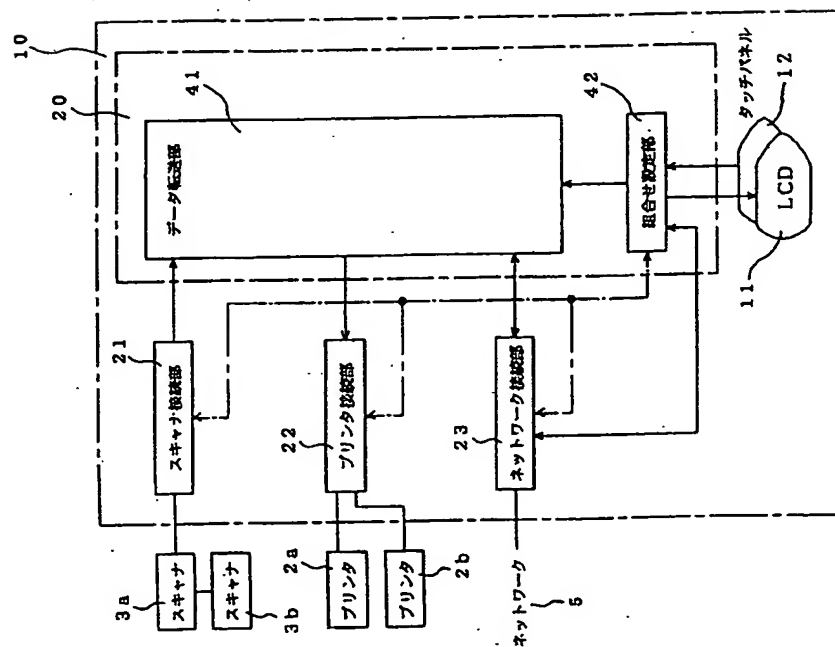 10
20
41
データ転送部
42
組合せ設定部
タッチパネル
12
LCD
11
21
スキャナ接続部
22
プリンタ接続部
23
ネットワーク接続部
3a
スキャナ
スキャナ
3b
2a
プリンタ
プリンタ
2b
ネットワーク
5